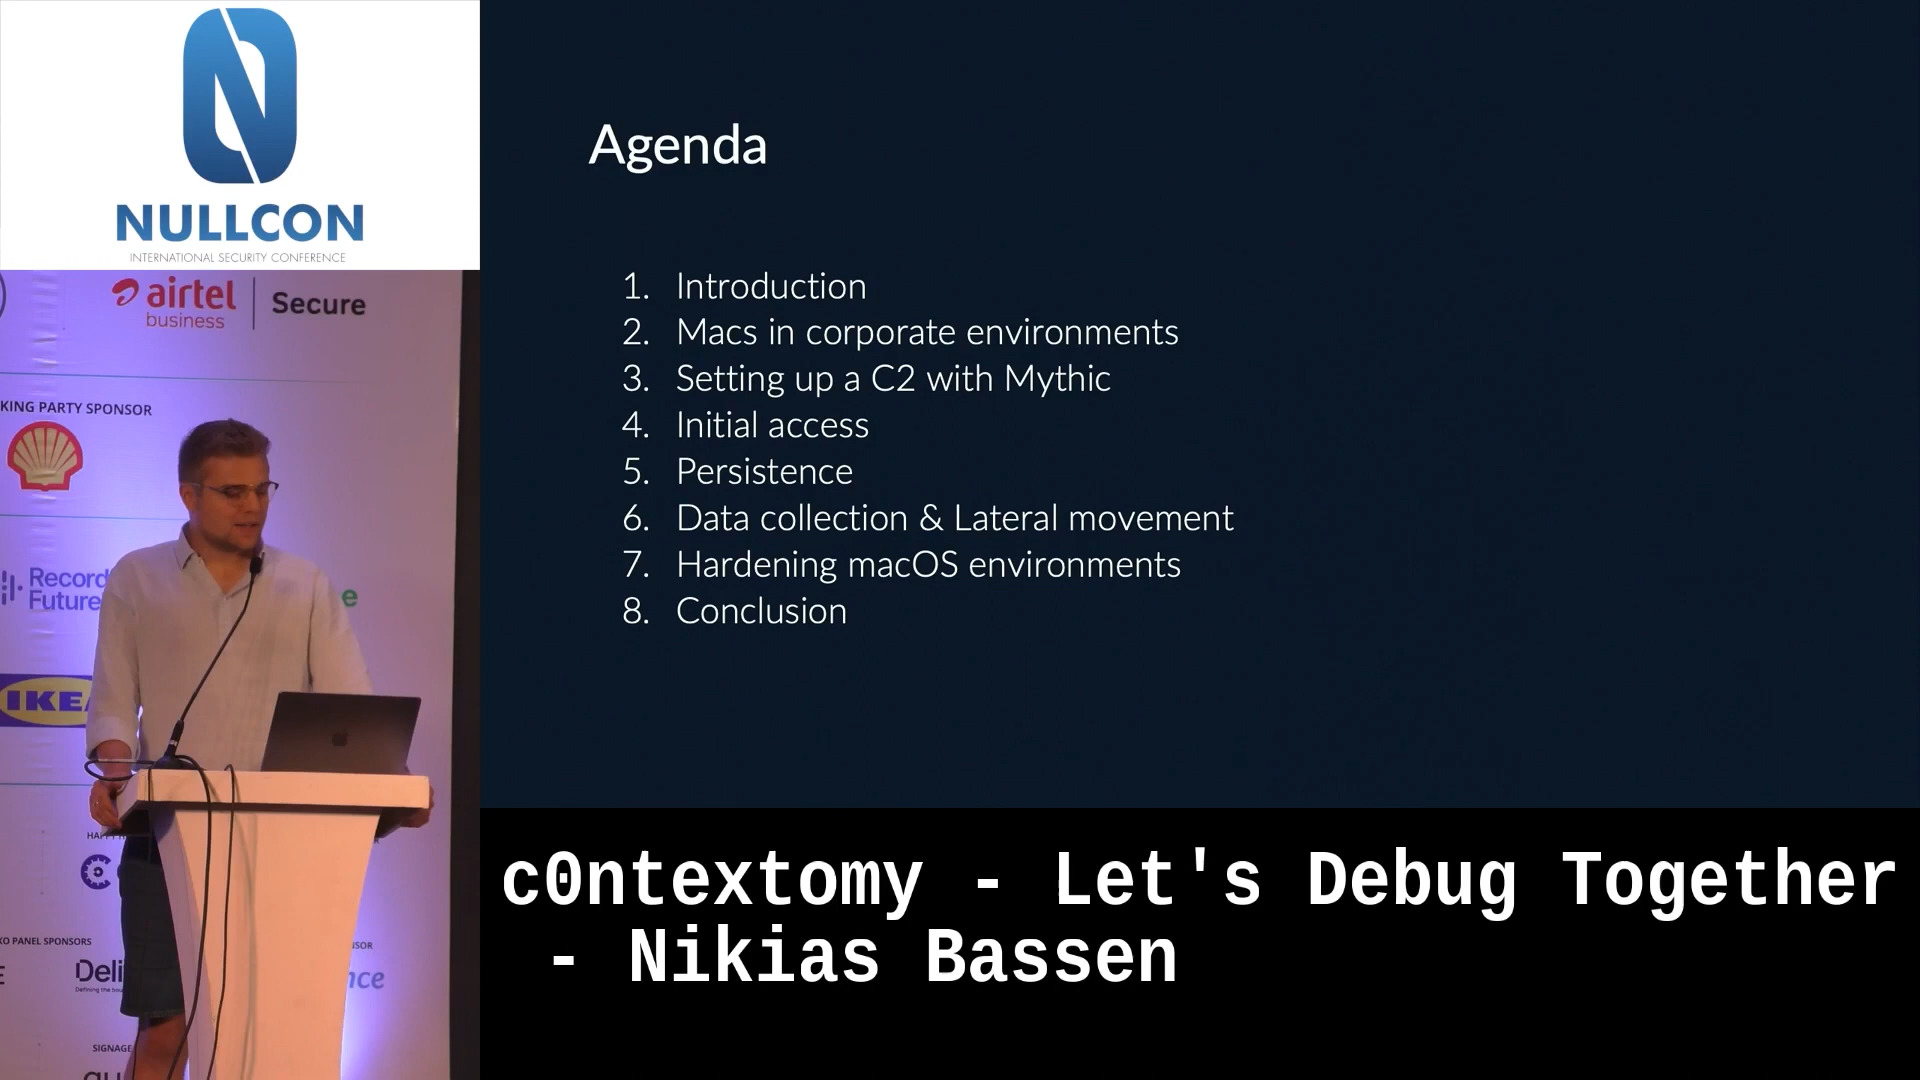 NULLCON
INTERNATIONAL SECURITY CONFERENCE
airtel
business
Secure
KING PARTY SPONSOR
Record
Future
e
IKEA
XO PANEL SPONSORS
Deli
nce
SIGNAGE
Agenda
1. Introduction
2. Macs in corporate environments
3. Setting up a C2 with Mythic
4. Initial access
5. Persistence
6. Data collection & Lateral movement
7. Hardening macOS environments
8. Conclusion
c0ntextomy - Let's Debug Together
- Nikias Bassen